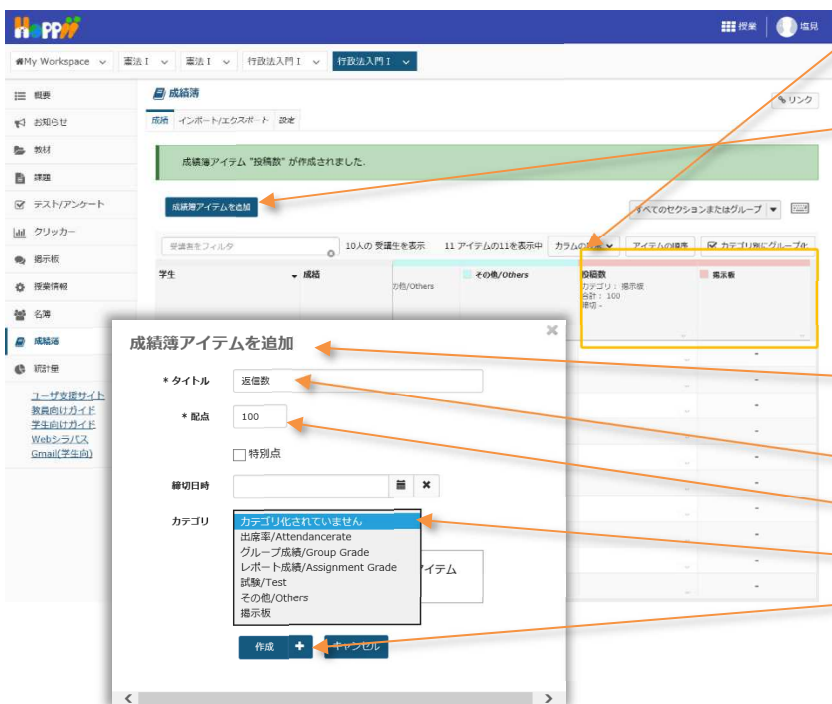 HoPPii
授業
塩見
My Workspace
憲法 I
憲法 I
行政法入門 I
行政法入門 I
概要
お知らせ
教材
課題
テスト/アンケート
クリッカー
掲示板
授業情報
名簿
成績簿
統計量
ユーザ支援サイト
教員向けガイド
学生向けガイド
Webシラバス
Gmail(学生向)
成績簿
リンク
成績 インポート/エクスポート 設定
成績簿アイテム "投稿数" が作成されました.
成績簿アイテムを追加
すべてのセクションまたはグループ
受講者をフィルタ
10人の 受講生を表示
11 アイテムの11を表示中
アイテムの順序
カテゴリ別にグループ化
学生
成績
の他/Others
その他/Others
投稿数
カテゴリ : 掲示板
合計 : 100
締切 -
掲示板
-
-
-
-
-
-
-
-
-
-
成績簿アイテムを追加
* タイトル 返信数
* 配点 100
特別点
締切日時
カテゴリ
カテゴリ化されていません
出席率/Attendancerate
グループ成績/Group Grade
レポート成績/Assignment Grade
試験/Test
その他/Others
掲示板
アイテム
作成 +
キャンセル